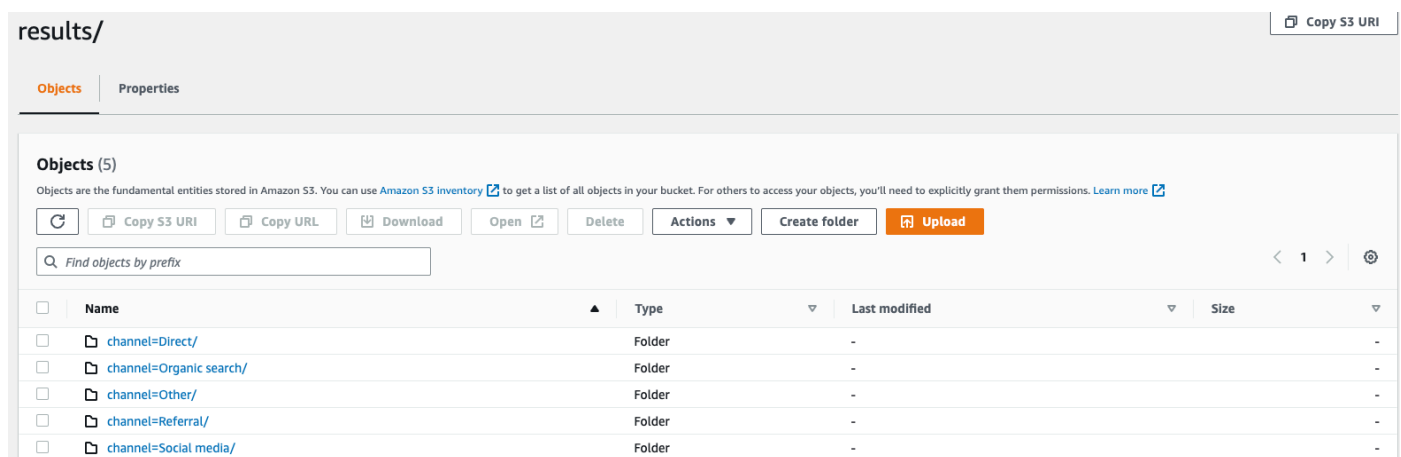 results/
Copy S3 URI
Objects
Properties
Objects (5)
Objects are the fundamental entities stored in Amazon S3. You can use Amazon S3 inventory to get a list of all objects in your bucket. For others to access your objects, you'll need to explicitly grant them permissions. Learn more
Copy S3 URI Copy URL Download Open Delete Actions Create folder Upload
Find objects by prefix
1
Name Type Last modified Size
channel=Direct/ Folder - -
channel=Organic search/ Folder - -
channel=Other/ Folder - -
channel=Referral/ Folder - -
channel=Social media/ Folder - -